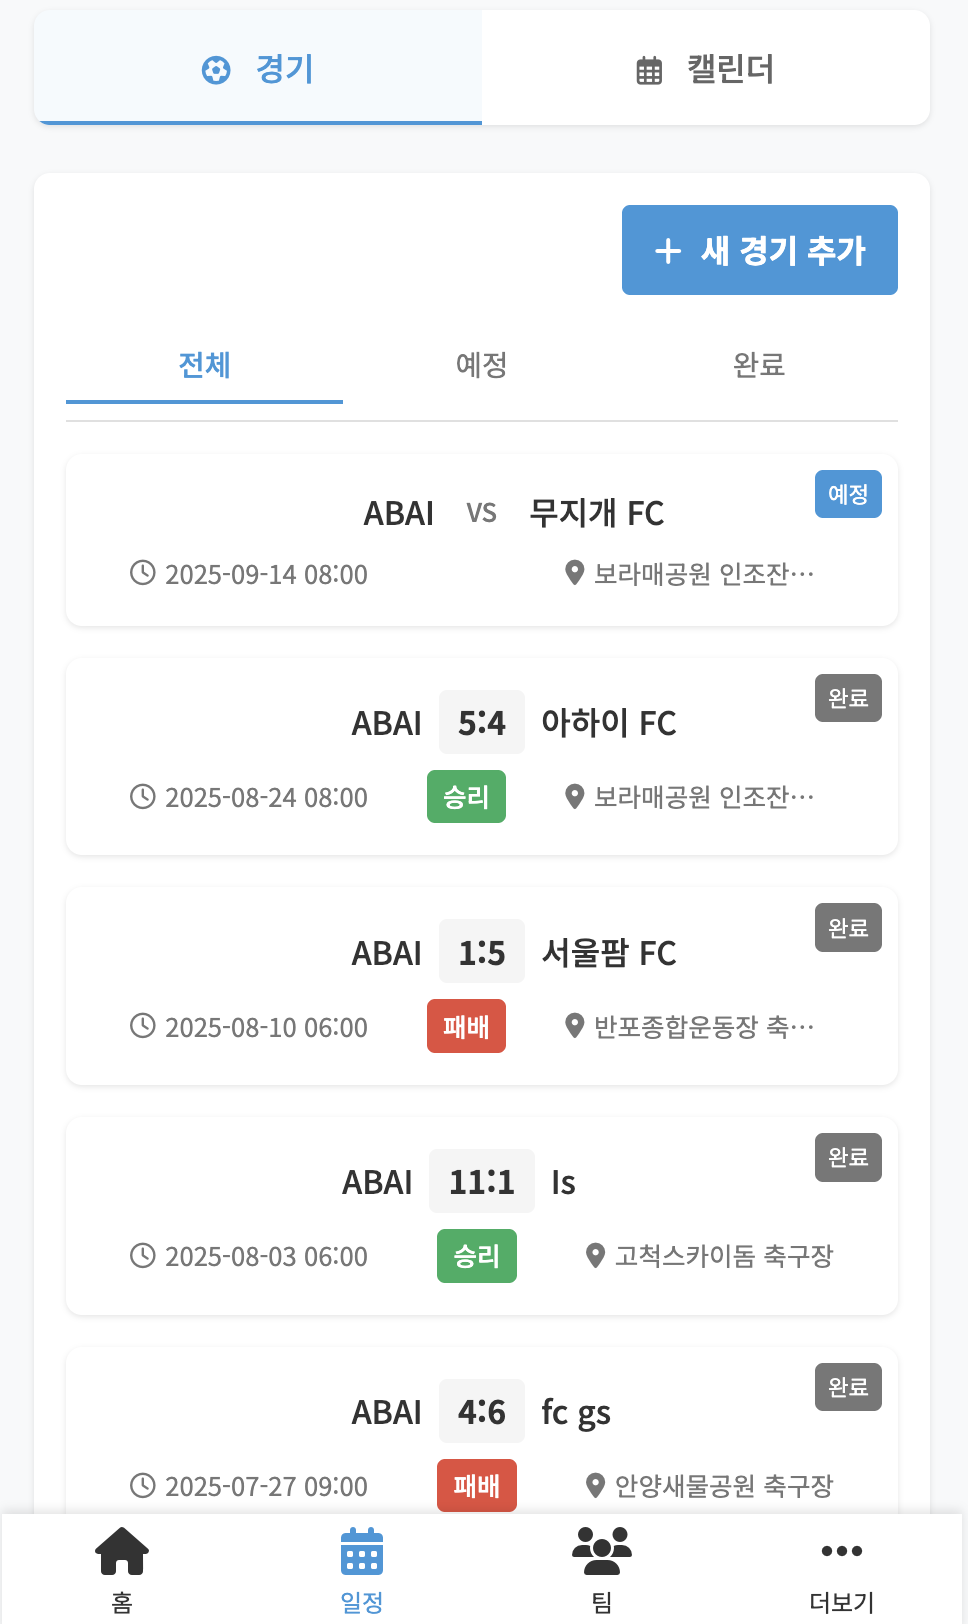 경기 캘린더
새 경기 추가
전체 예정 완료
예정
ABAI VS 무지개 FC
2025-09-14 08:00 보라매공원 인조잔…
완료
ABAI 5:4 아하이 FC
2025-08-24 08:00 승리 보라매공원 인조잔…
완료
ABAI 1:5 서울팜 FC
2025-08-10 06:00 패배 반포종합운동장 축…
완료
ABAI 11:1 Is
2025-08-03 06:00 승리 고척스카이돔 축구장
완료
ABAI 4:6 fc gs
2025-07-27 09:00 패배 안양새물공원 축구장
홈 일정 팀 더보기